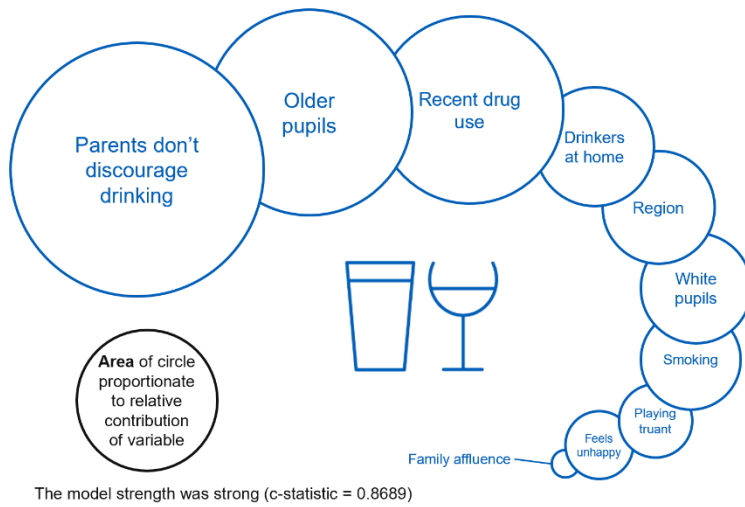 Parents don't
discourage
drinking
Older
pupils
Recent drug
use
Drinkers
at home
Region
White
pupils
Smoking
Playing
truant
Feels
unhappy
Family affluence
Area of circle
proportionate
to relative
contribution
of variable
The model strength was strong (c-statistic = 0.8689)